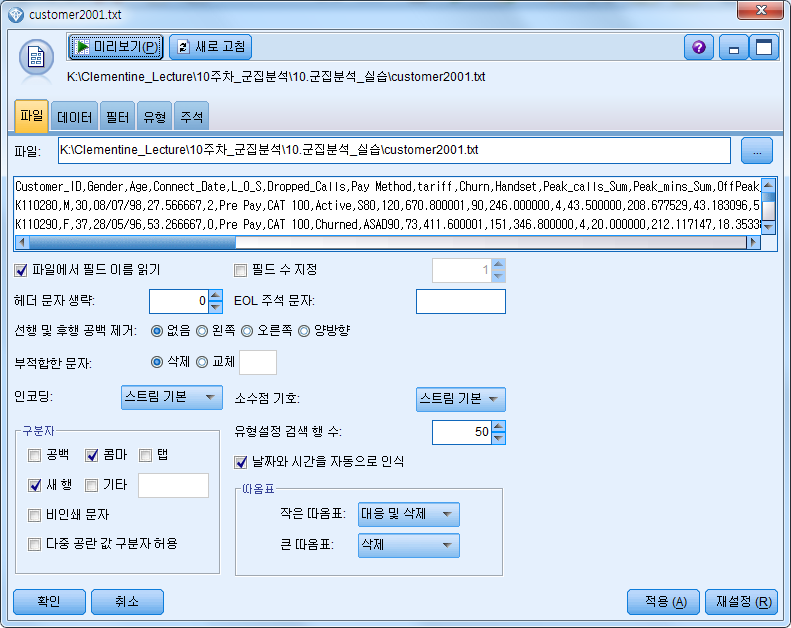 customer2001.txt
미리보기(P) 새로 고침
K:\Clementine_Lecture\10주차_군집분석\10.군집분석_실습\customer2001.txt
파일 데이터 필터 유형 주석
파일: K:\Clementine_Lecture\10주차_군집분석\10.군집분석_실습\customer2001.txt ...
Customer_ID,Gender,Age,Connect_Date,L_O_S,Dropped_Calls,Pay Method,tariff,Churn,Handset,Peak_calls_Sum,Peak_mins_Sum,OffPeak
K110280,M,30,08/07/98,27.566667,2,Pre Pay,CAT 100,Active,S80,120,670.800001,90,246.000000,4,43.500000,208.677529,43.183096,5
K110290,F,37,28/05/96,53.266667,0,Pre Pay,CAT 100,Churned,ASAD90,73,411.600001,151,346.800000,4,20.000000,212.117147,18.3533
파일에서 필드 이름 읽기 필드 수 지정 1
헤더 문자 생략: 0 EOL 주석 문자:
선행 및 후행 공백 제거: 없음 왼쪽 오른쪽 양방향
부적합한 문자: 삭제 교체
인코딩: 스트림 기본 소수점 기호: 스트림 기본
구분자 유형설정 검색 행 수: 50
공백 콤마 탭 날짜와 시간을 자동으로 인식
새 행 기타 따옴표
비인쇄 문자 작은 따옴표: 대응 및 삭제
다중 공란 값 구분자 허용 큰 따옴표: 삭제
확인 취소 적용 (A) 재설정 (R)